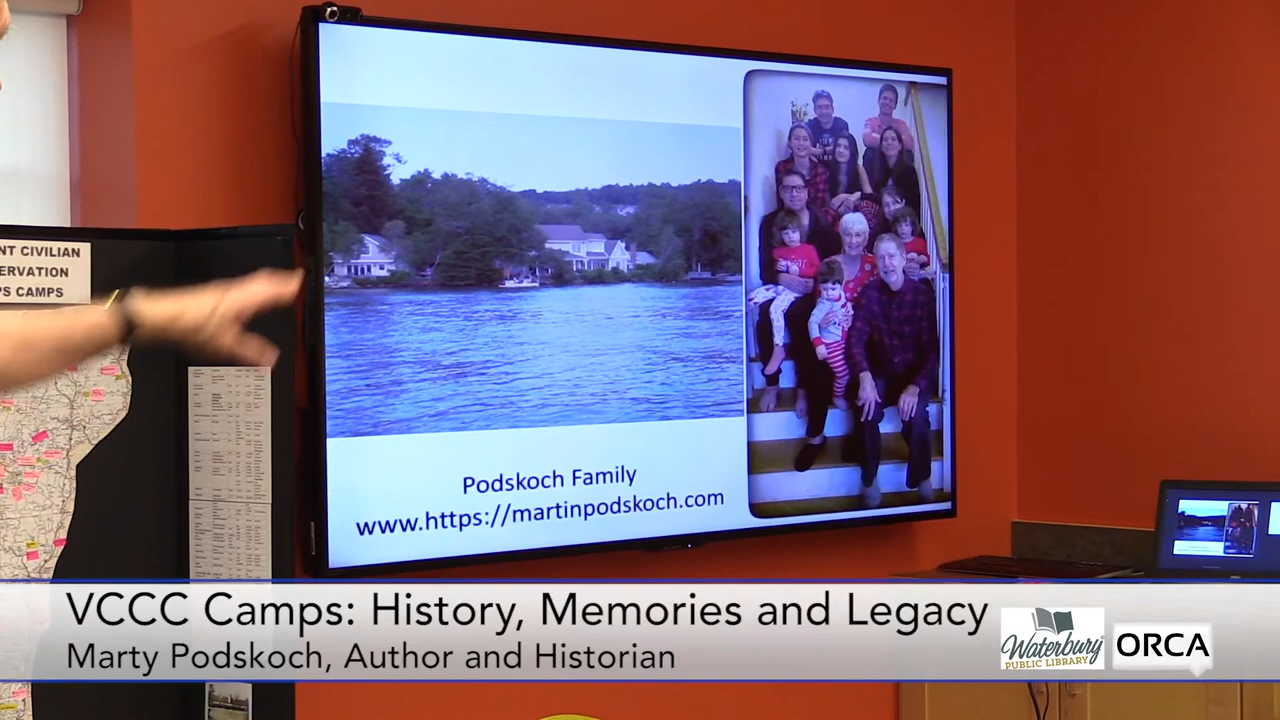 NT CIVILIAN
ERVATION
PS CAMPS
Podskoch Family
www.https://martinpodskoch.com
VCCC Camps: History, Memories and Legacy
Marty Podskoch, Author and Historian
Waterbury
PUBLIC LIBRARY
ORCA